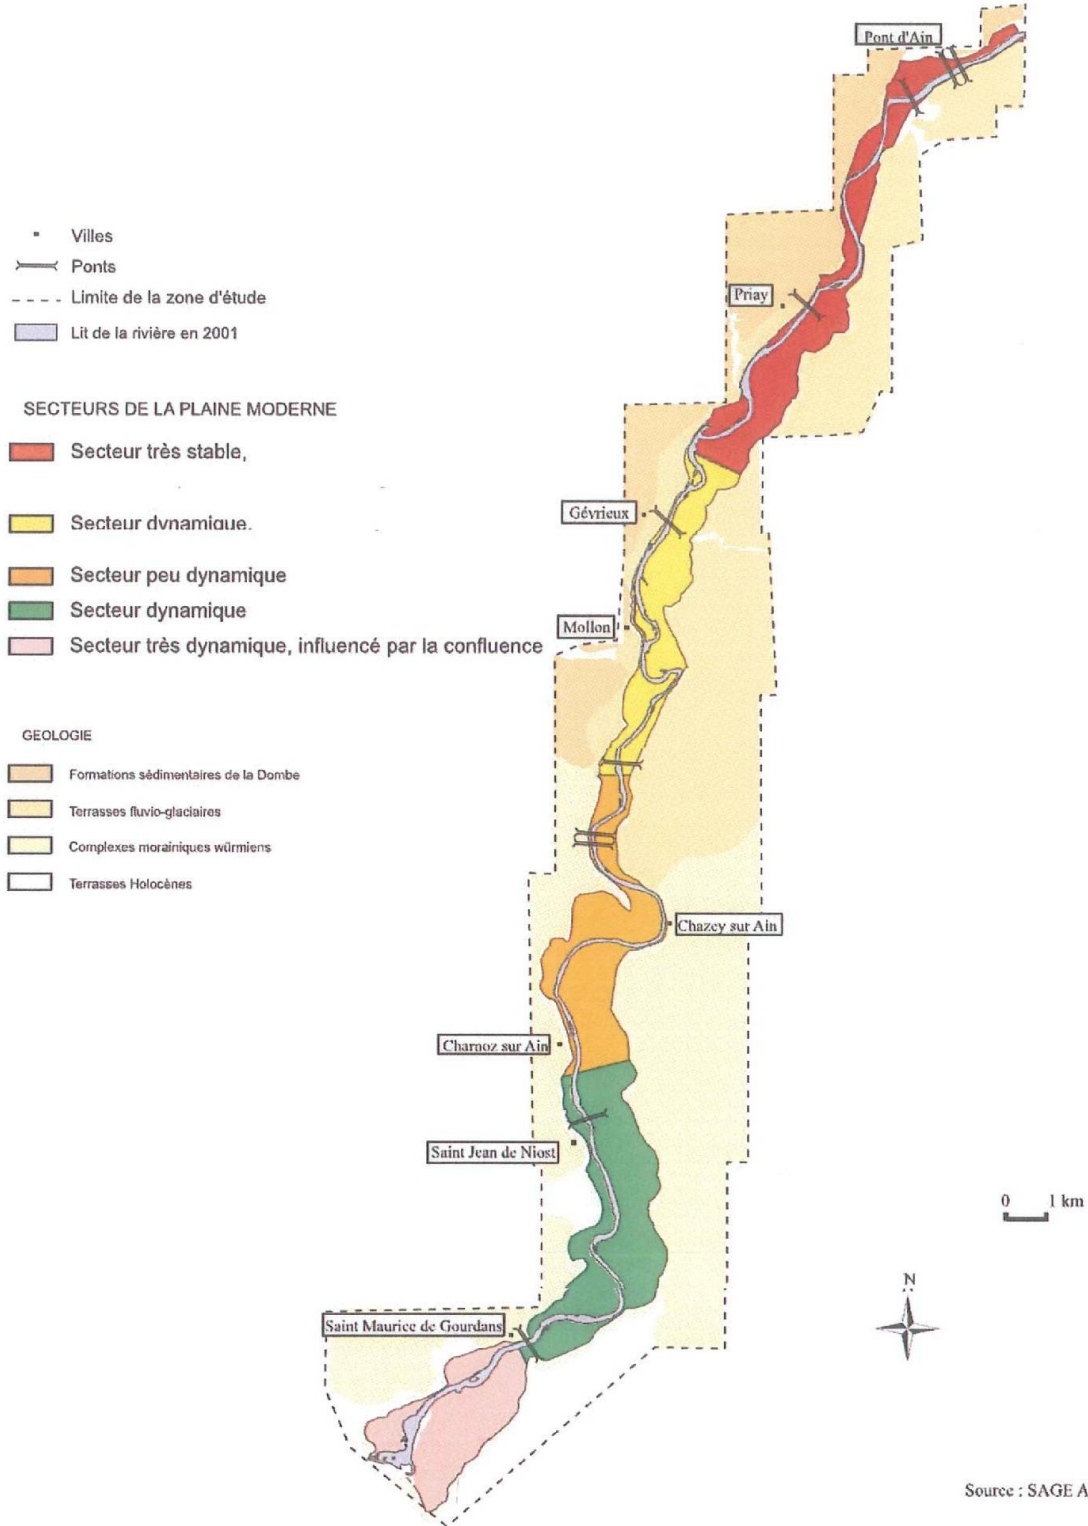 Pont d'Ain
Villes
Ponts
Limite de la zone d'étude
Lit de la rivière en 2001
Priay
SECTEURS DE LA PLAINE MODERNE
Secteur très stable,
Secteur dynamique.
Gévrieux
Secteur peu dynamique
Secteur dynamique
Mollon
Secteur très dynamique, influencé par la confluence
GEOLOGIE
Formations sédimentaires de la Dombe
Terrasses fluvio-glaciaires
Complexes morainiques würmiens
Terrasses Holocènes
Chazey sur Ain
Charnoz sur Ain
Saint Jean de Niost
0 1 km
N
Saint Maurice de Gourdans
Source : SAGE A